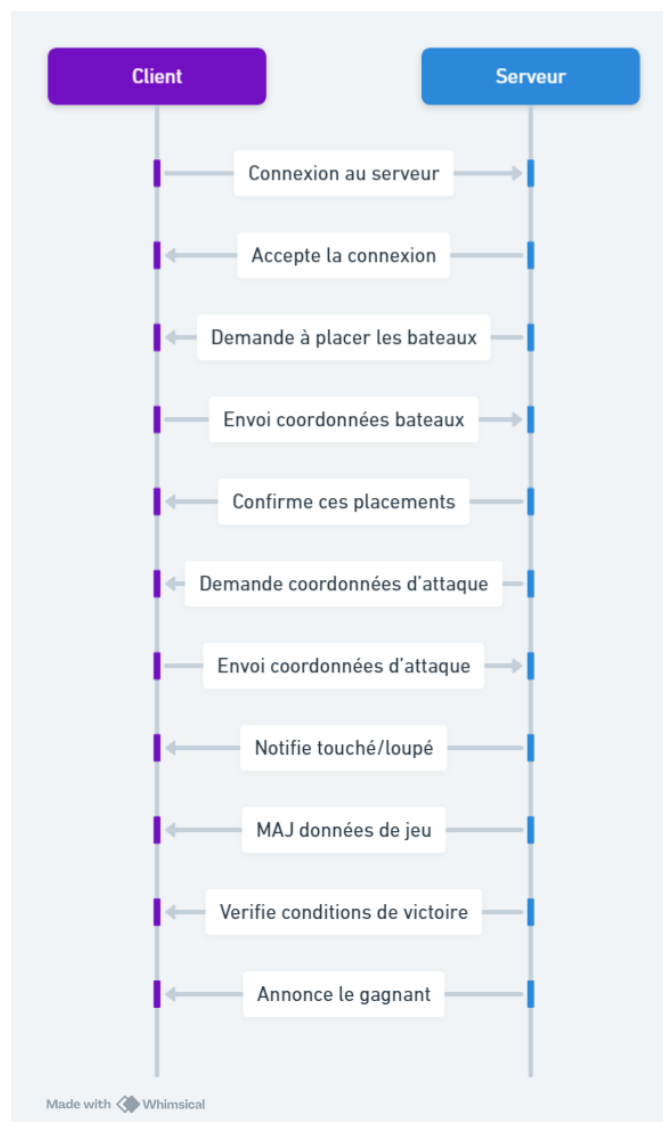 Client
Serveur
Connexion au serveur
Accepte la connexion
Demande à placer les bateaux
Envoi coordonnées bateaux
Confirme ces placements
Demande coordonnées d'attaque
Envoi coordonnées d'attaque
Notifie touché/loupé
MAJ données de jeu
Verifie conditions de victoire
Annonce le gagnant
Made with Whimsical